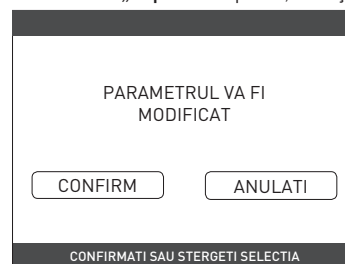 PARAMETRUL VA FI
MODIFICAT
CONFIRM
ANULATI
CONFIRMATI SAU STERGETI SELECTIA